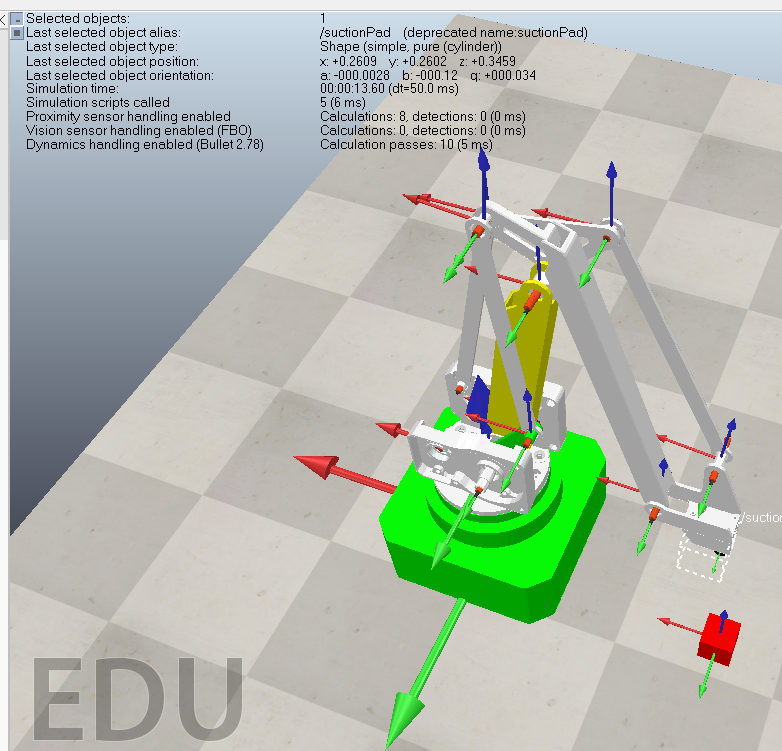 Selected objects: 1
Last selected object alias: /suctionPad (deprecated name:suctionPad)
Last selected object type: Shape (simple, pure (cylinder))
Last selected object position: x: +0.2609 y: +0.2602 z: +0.3459
Last selected object orientation: a: -000.0028 b: -000.12 q: +000.034
Simulation time: 00:00:13.60 (dt=50.0 ms)
Simulation scripts called 5 (6 ms)
Proximity sensor handling enabled Calculations: 8, detections: 0 (0 ms)
Vision sensor handling enabled (FBO) Calculations: 0, detections: 0 (0 ms)
Dynamics handling enabled (Bullet 2.78) Calculation passes: 10 (5 ms)
/suctio
EDU